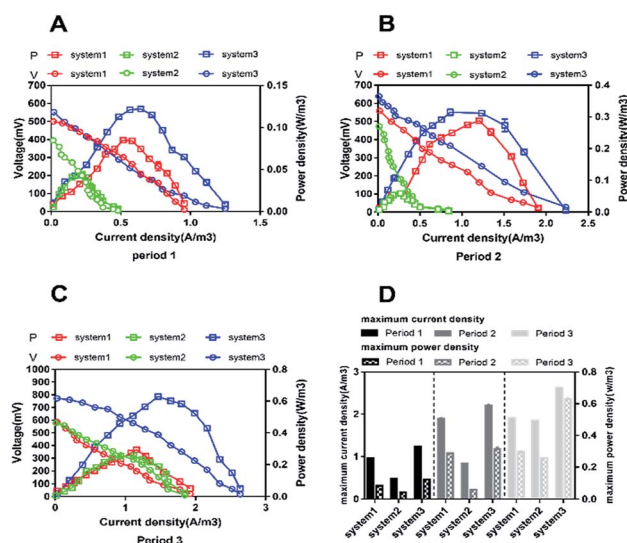 A
P system1 system2 system3
V system1 system2 system3
Voltage(mV)
700
600
500
400
300
200
100
0
0.0 0.5 1.0 1.5
0.15
0.10
0.05
0.00
Power density(W/m3)
Current density(A/m3)
period 1
B
P system1 system2 system3
V system1 system2 system3
Voltage(mV)
700
600
500
400
300
200
100
0
0.0 0.5 1.0 1.5 2.0 2.5
0.4
0.3
0.2
0.1
0.0
Power density(W/m3)
Current density(A/m3)
Period 2
C
P system1 system2 system3
V system1 system2 system3
Voltage(mV)
1000
900
800
700
600
500
400
300
200
100
0
0 1 2 3
0.8
0.6
0.4
0.2
0.0
Power density(W/m3)
Current density(A/m3)
Period 3
D
maximum current density
Period 1 Period 2 Period 3
maximum power density
Period 1 Period 2 Period 3
maximum current density(A/m3)
3
2
1
0
0.8
0.6
0.4
0.2
0.0
maximum power density(W/m3)
system1 system2 system3 system1 system2 system3 system1 system2 system3